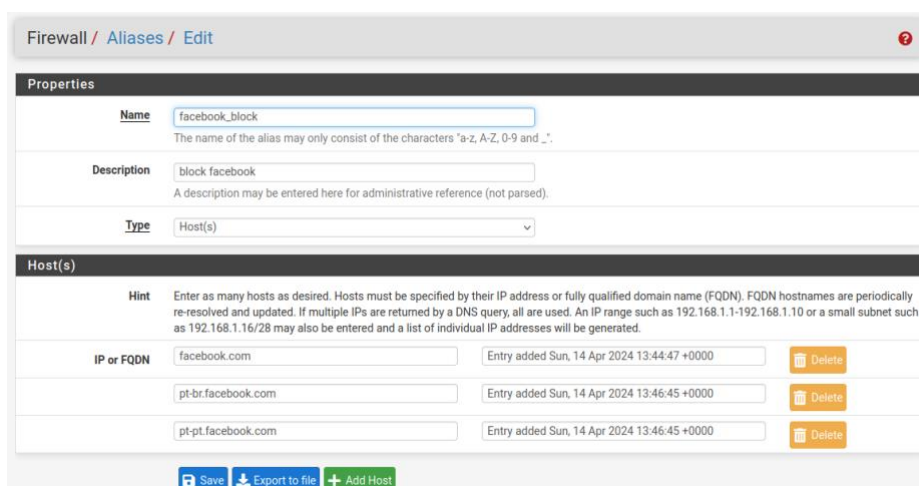 Firewall / Aliases / Edit
Properties
Name
facebook_block
The name of the alias may only consist of the characters "a-z, A-Z, 0-9 and _".
Description
block facebook
A description may be entered here for administrative reference (not parsed).
Type
Host(s)
Host(s)
Hint
Enter as many hosts as desired. Hosts must be specified by their IP address or fully qualified domain name (FQDN). FQDN hostnames are periodically
re-resolved and updated. If multiple IPs are returned by a DNS query, all are used. An IP range such as 192.168.1.1-192.168.1.10 or a small subnet such
as 192.168.1.16/28 may also be entered and a list of individual IP addresses will be generated.
IP or FQDN
facebook.com
Entry added Sun, 14 Apr 2024 13:44:47 +0000
Delete
pt-br.facebook.com
Entry added Sun, 14 Apr 2024 13:46:45 +0000
Delete
pt-pt.facebook.com
Entry added Sun, 14 Apr 2024 13:46:45 +0000
Delete
Save
Export to file
Add Host